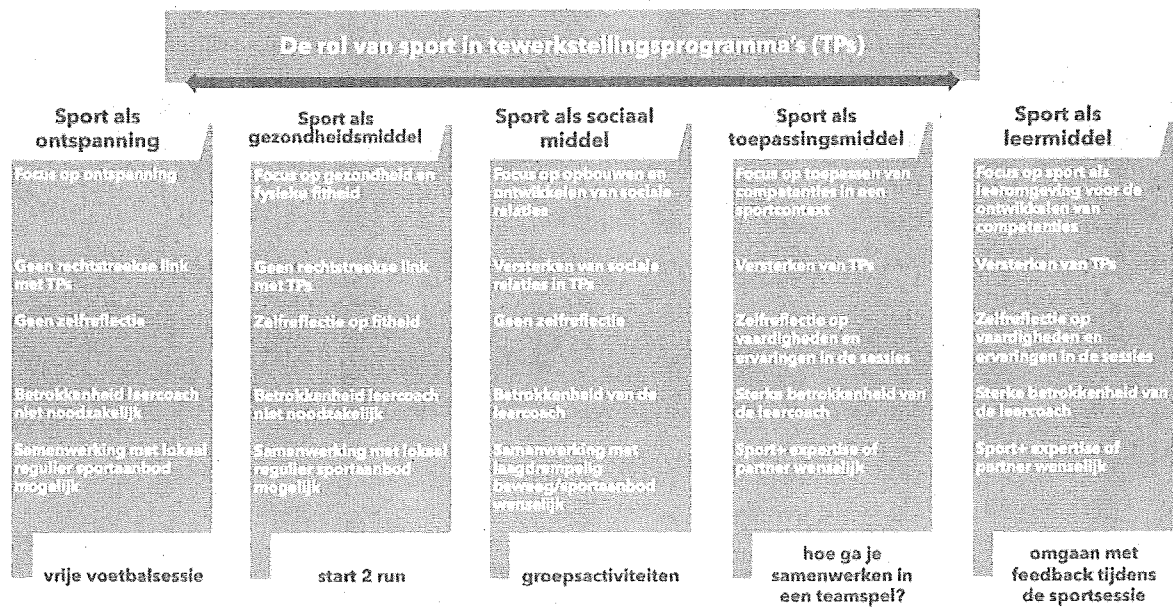 De rol van sport in tewerkstellingsprogramma's (TPs)
Sport als
ontspanning
Focus op ontspanning
Geen rechtstreekse link
met TPs
Geen zelfreflectie
Betrokkenheid leercoach
niet noodzakelijk
Samenwerking met lokaal
regulier sportaanbod
mogelijk
vrije voetbalsessie
Sport als
gezondheidsmiddel
Focus op gezondheid en
fysieke fitheid
Geen rechtstreekse link
met TPs
Zelfreflectie op fitheid
Betrokkenheid leercoach
niet noodzakelijk
Samenwerking met lokaal
regulier sportaanbod
mogelijk
start 2 run
Sport als sociaal
middel
Focus op opbouwen en
ontwikkelen van sociale
relaties
Versterken van sociale
relaties in TPs
Geen zelfreflectie
Betrokkenheid van de
leercoach
Samenwerking met
laagdrempelig
beweeg/sportaanbod
wenselijk
groepsactiviteiten
Sport als
toepassingsmiddel
Focus op toepassen van
competenties in een
sportcontext
Versterken van TPs
Zelfreflectie op
vaardigheden en
ervaringen in de sessies
Sterke betrokkenheid van
de leercoach
Sport+ expertise of
partner wenselijk
hoe ga je
samenwerken in
een teamspel?
Sport als
leermiddel
Focus op sport als
leeromgeving voor de
ontwikkelen van
competenties
Versterken van TPs
Zelfreflectie op
vaardigheden en
ervaringen in de sessies
Sterke betrokkenheid van
de leercoach
Sport+ expertise of
partner wenselijk
omgaan met
feedback tijdens
de sportsessie